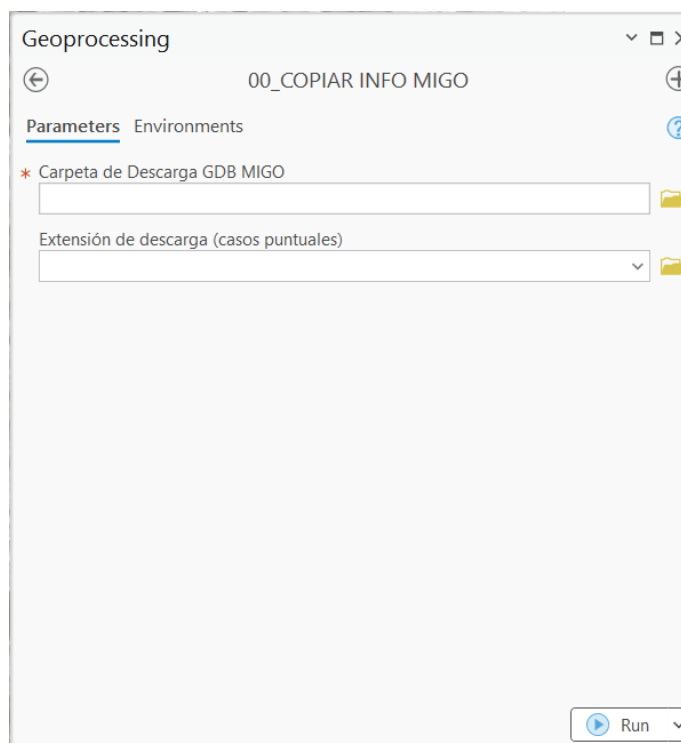 Geoprocessing
00_COPIAR INFO MIGO
Parameters Environments
* Carpeta de Descarga GDB MIGO
Extensión de descarga (casos puntuales)
Run